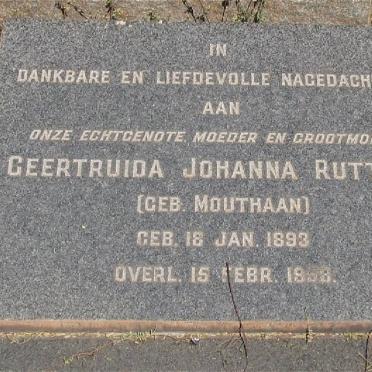 IN
DANKBARE EN LIEFDEVOLLE NAGEDACH
AAN
ONZE ECHTGENOTE, MOEDER EN GROOTMO
GEERTRUIDA JOHANNA RUTT
(GEB. MOUTHAAN)
GEB. 18 JAN. 1893
OVERL. 15 FEBR.